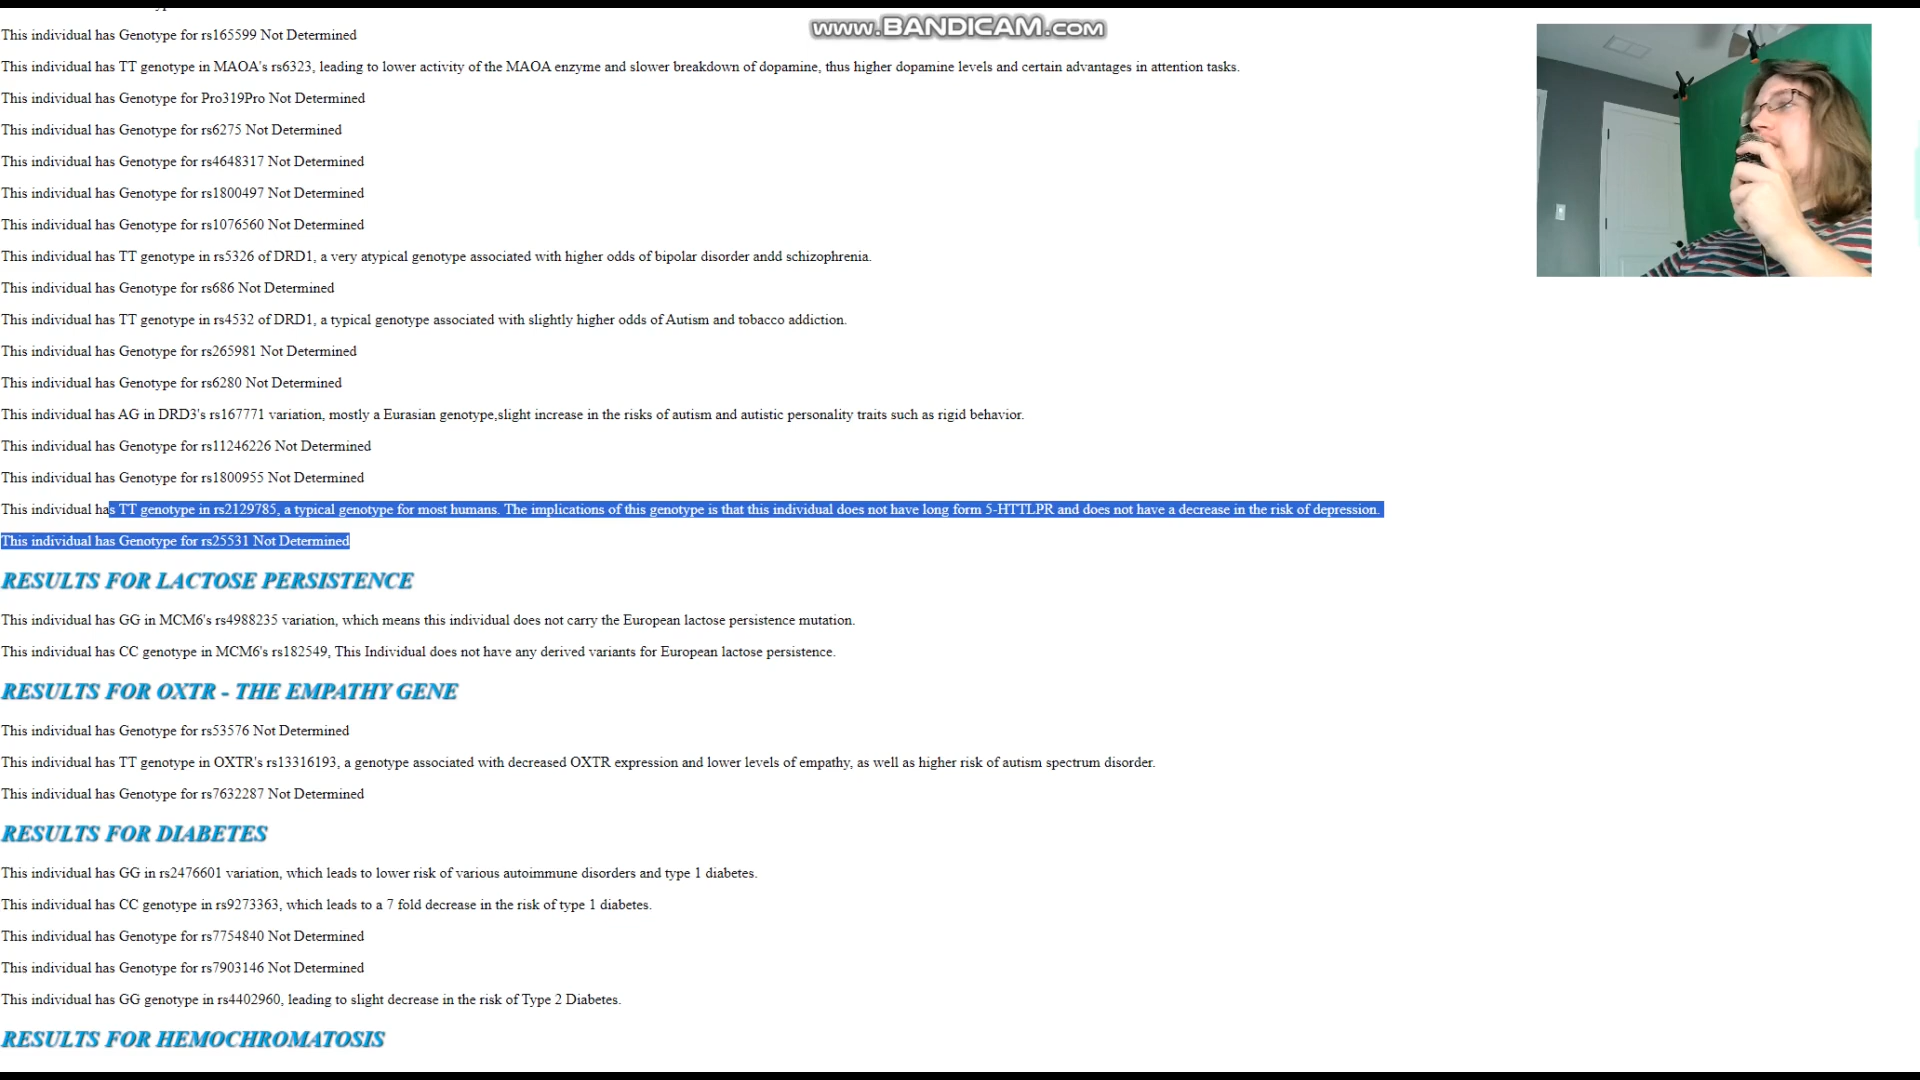 www.BANDICAM.com
This individual has Genotype for rs165599 Not Determined
This individual has TT genotype in MAOA's rs6323, leading to lower activity of the MAOA enzyme and slower breakdown of dopamine, thus higher dopamine levels and certain advantages in attention tasks.
This individual has Genotype for Pro319Pro Not Determined
This individual has Genotype for rs6275 Not Determined
This individual has Genotype for rs4648317 Not Determined
This individual has Genotype for rs1800497 Not Determined
This individual has Genotype for rs1076560 Not Determined
This individual has TT genotype in rs5326 of DRD1, a very atypical genotype associated with higher odds of bipolar disorder andd schizophrenia.
This individual has Genotype for rs686 Not Determined
This individual has TT genotype in rs4532 of DRD1, a typical genotype associated with slightly higher odds of Autism and tobacco addiction.
This individual has Genotype for rs265981 Not Determined
This individual has Genotype for rs6280 Not Determined
This individual has AG in DRD3's rs167771 variation, mostly a Eurasian genotype,slight increase in the risks of autism and autistic personality traits such as rigid behavior.
This individual has Genotype for rs11246226 Not Determined
This individual has Genotype for rs1800955 Not Determined
This individual has TT genotype in rs2129785, a typical genotype for most humans. The implications of this genotype is that this individual does not have long form 5-HTTLPR and does not have a decrease in the risk of depression.
This individual has Genotype for rs25531 Not Determined
RESULTS FOR LACTOSE PERSISTENCE
This individual has GG in MCM6's rs4988235 variation, which means this individual does not carry the European lactose persistence mutation.
This individual has CC genotype in MCM6's rs182549, This Individual does not have any derived variants for European lactose persistence.
RESULTS FOR OXTR - THE EMPATHY GENE
This individual has Genotype for rs53576 Not Determined
This individual has TT genotype in OXTR's rs13316193, a genotype associated with decreased OXTR expression and lower levels of empathy, as well as higher risk of autism spectrum disorder.
This individual has Genotype for rs7632287 Not Determined
RESULTS FOR DIABETES
This individual has GG in rs2476601 variation, which leads to lower risk of various autoimmune disorders and type 1 diabetes.
This individual has CC genotype in rs9273363, which leads to a 7 fold decrease in the risk of type 1 diabetes.
This individual has Genotype for rs7754840 Not Determined
This individual has Genotype for rs7903146 Not Determined
This individual has GG genotype in rs4402960, leading to slight decrease in the risk of Type 2 Diabetes.
RESULTS FOR HEMOCHROMATOSIS